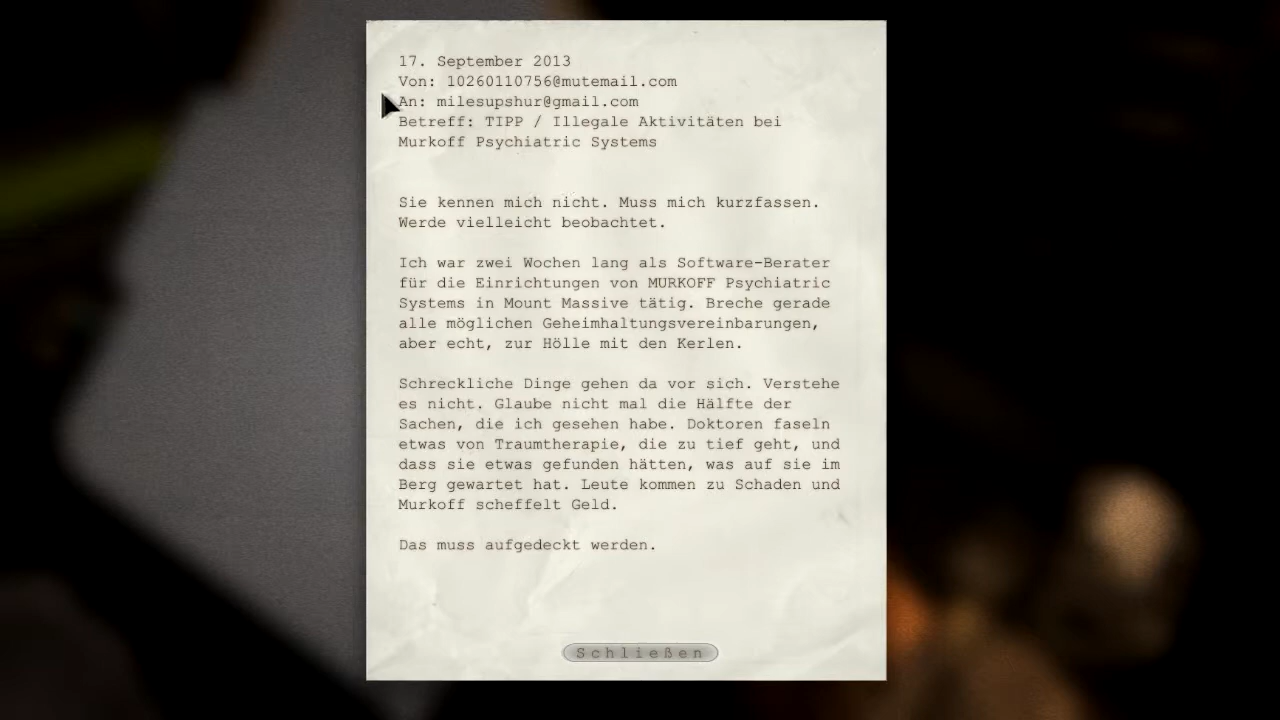 17. September 2013
Von: 10260110756@mutemail.com
An: milesupshur@gmail.com
Betreff: TIPP / Illegale Aktivitäten bei
Murkoff Psychiatric Systems
Sie kennen mich nicht. Muss mich kurzfassen.
Werde vielleicht beobachtet.
Ich war zwei Wochen lang als Software-Berater
für die Einrichtungen von MURKOFF Psychiatric
Systems in Mount Massive tätig. Breche gerade
alle möglichen Geheimhaltungsvereinbarungen,
aber echt, zur Hölle mit den Kerlen.
Schreckliche Dinge gehen da vor sich. Verstehe
es nicht. Glaube nicht mal die Hälfte der
Sachen, die ich gesehen habe. Doktoren faseln
etwas von Traumtherapie, die zu tief geht, und
dass sie etwas gefunden hätten, was auf sie im
Berg gewartet hat. Leute kommen zu Schaden und
Murkoff scheffelt Geld.
Das muss aufgedeckt werden.
Schließen